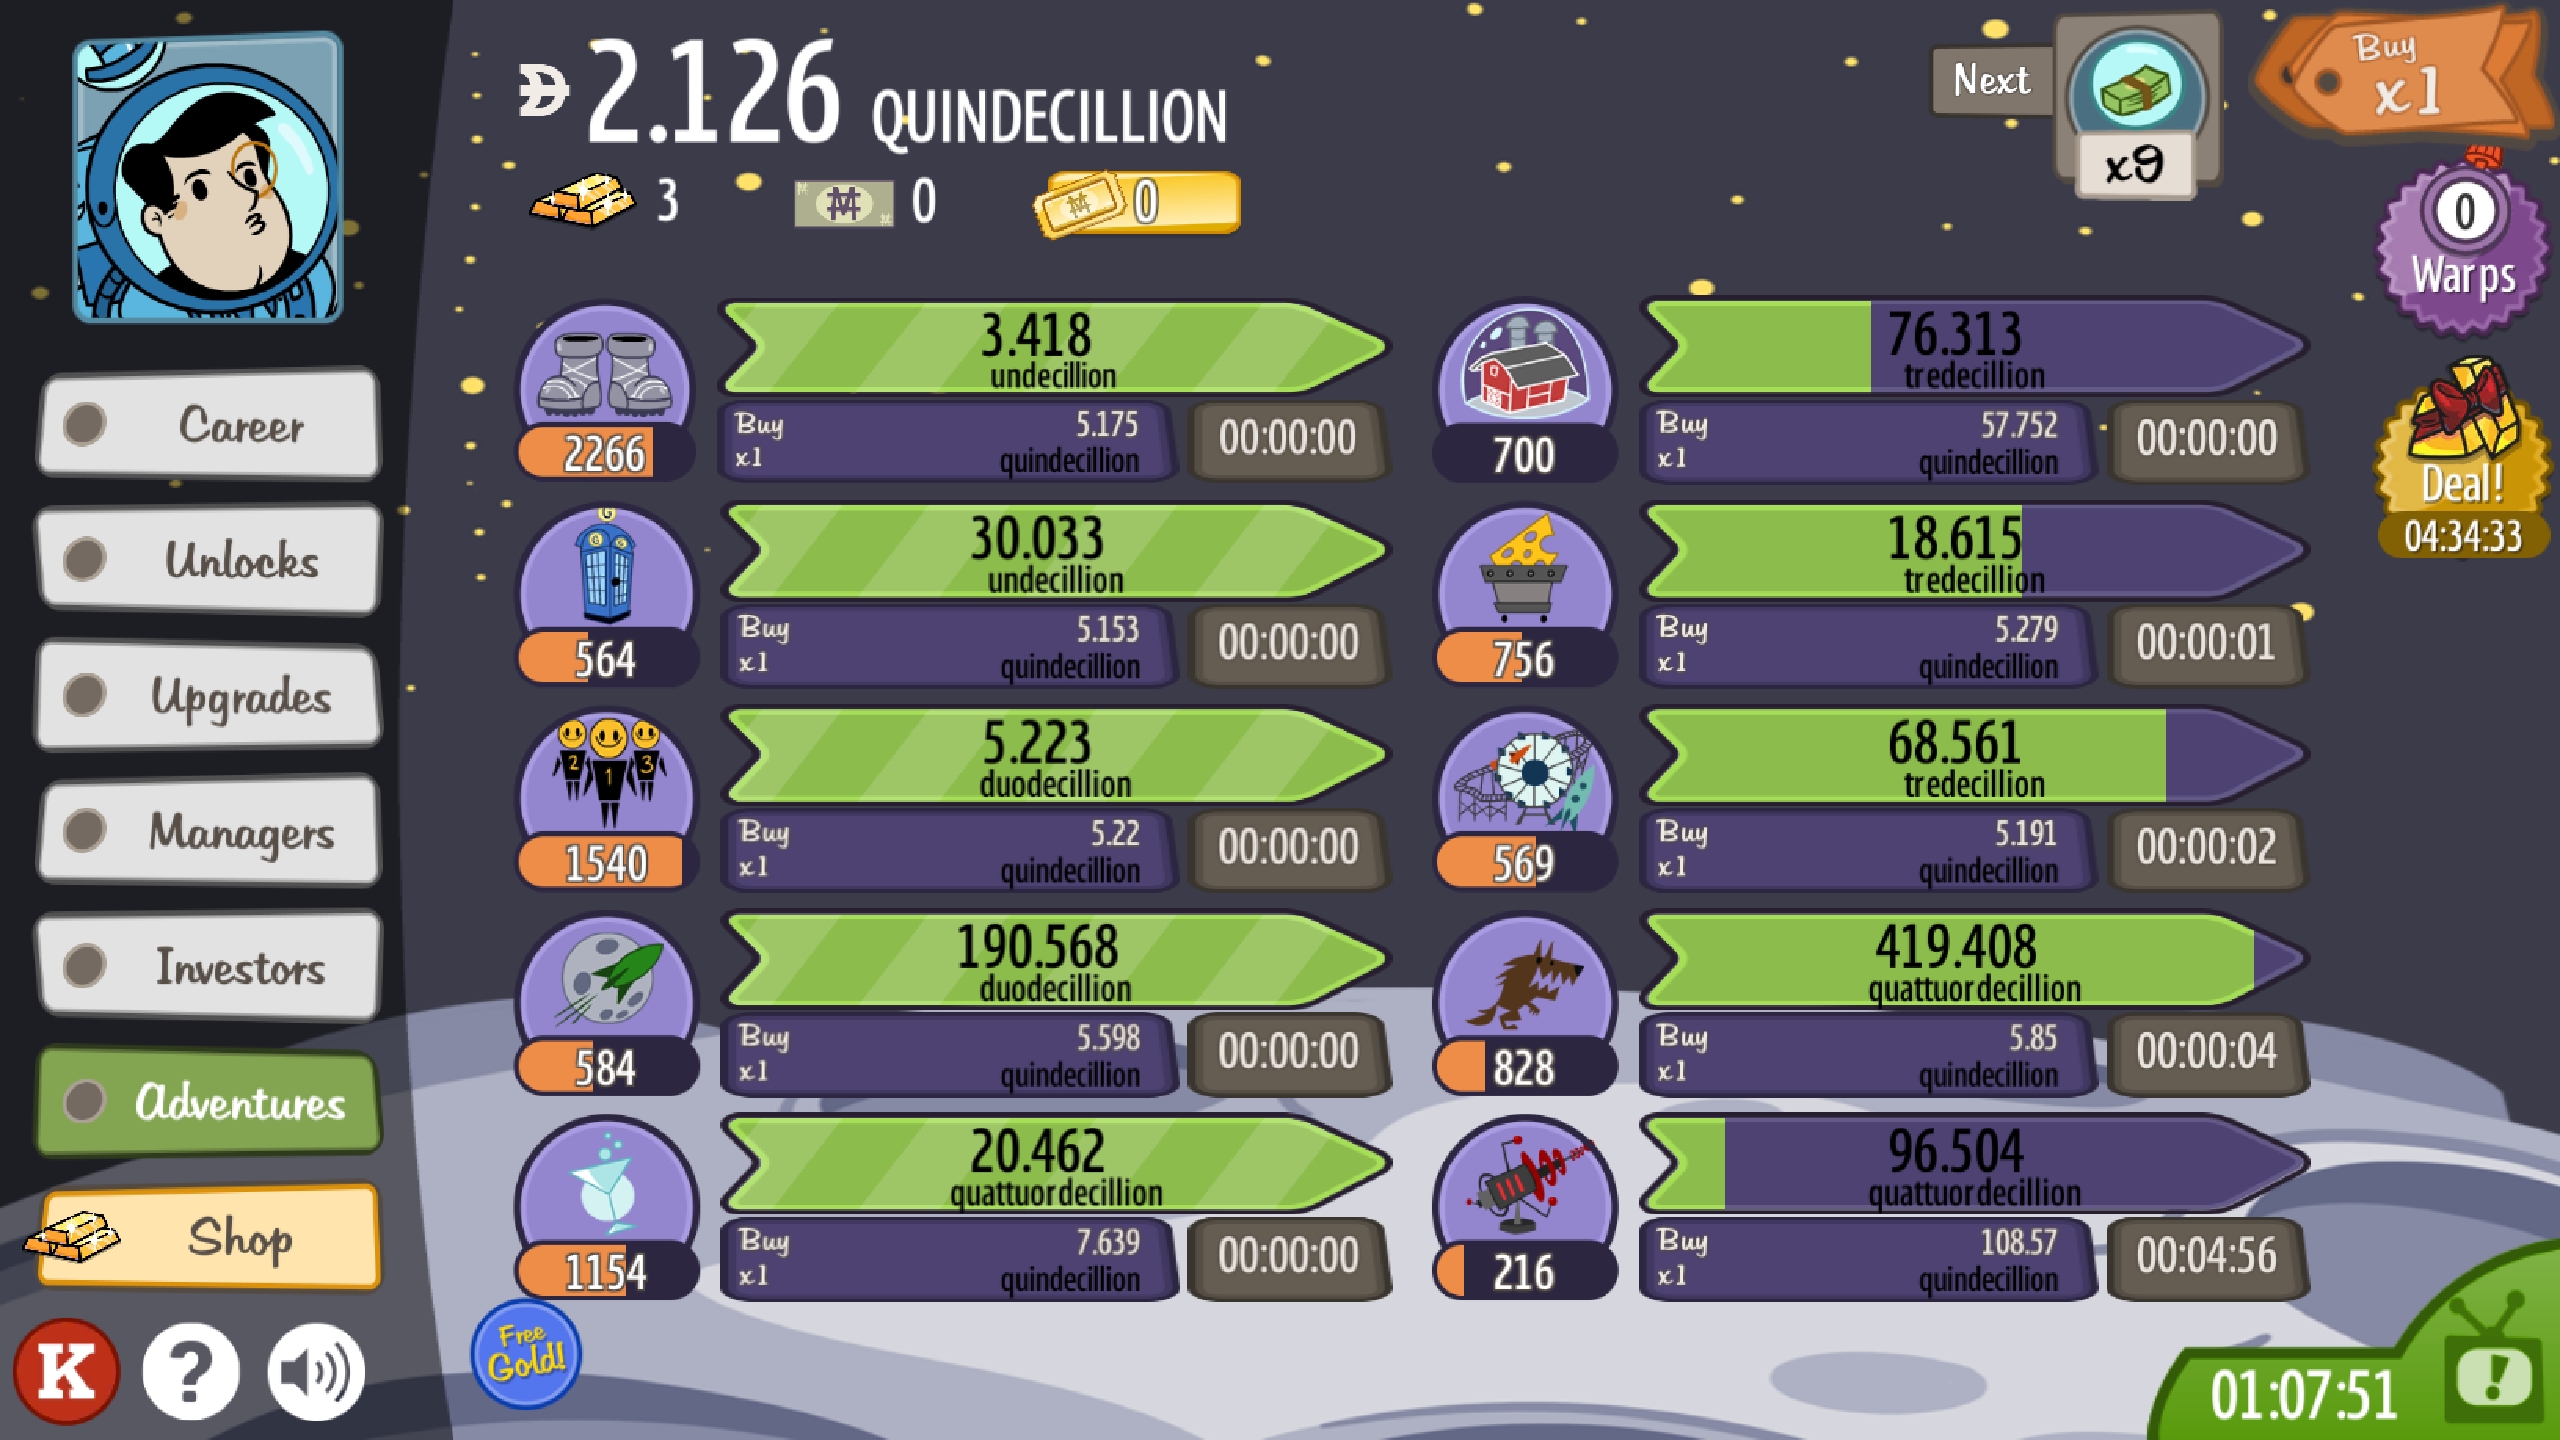 2.126 QUINDECILLION
3
0
0
Next
x9
Buy
x1
0
Warps
Deal!
04:34:33
Career
Unlocks
Upgrades
Managers
Investors
Adventures
Shop
K
?
Free
Gold!
3.418
undecillion
2266
Buy
x1
5.175
quindecillion
00:00:00
G
30.033
undecillion
564
Buy
x1
5.153
quindecillion
00:00:00
2
1
3
5.223
duodecillion
1540
Buy
x1
5.22
quindecillion
00:00:00
190.568
duodecillion
584
Buy
x1
5.598
quindecillion
00:00:00
20.462
quattuordecillion
1154
Buy
x1
7.639
quindecillion
00:00:00
76.313
tredecillion
700
Buy
x1
57.752
quindecillion
00:00:00
18.615
tredecillion
756
Buy
x1
5.279
quindecillion
00:00:01
68.561
tredecillion
569
Buy
x1
5.191
quindecillion
00:00:02
419.408
quattuordecillion
828
Buy
x1
5.85
quindecillion
00:00:04
96.504
quattuordecillion
216
Buy
x1
108.57
quindecillion
00:04:56
01:07:51
!